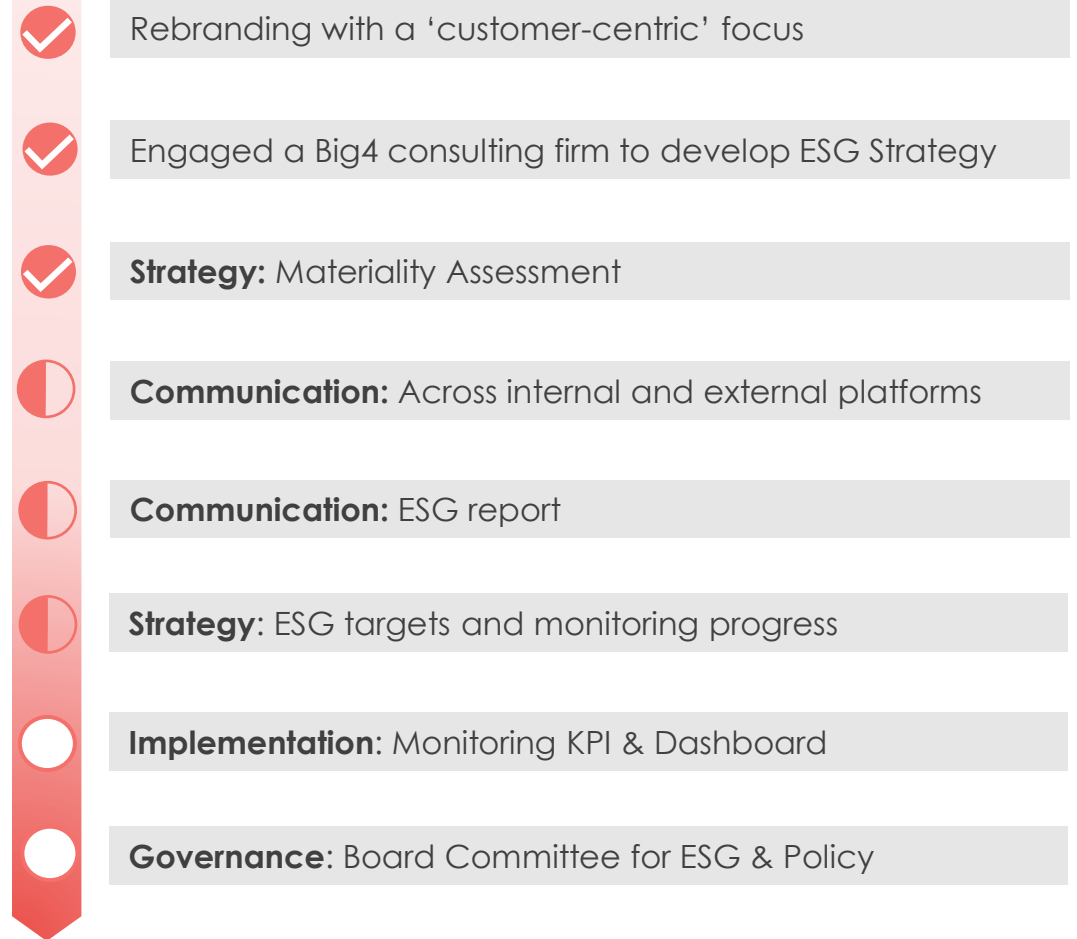 Rebranding with a ‘customer-centric’ focus
Engaged a Big4 consulting firm to develop ESG Strategy
Strategy: Materiality Assessment
Communication: Across internal and external platforms
Communication: ESG report
Strategy: ESG targets and monitoring progress
Implementation: Monitoring KPI & Dashboard
Governance: Board Committee for ESG & Policy